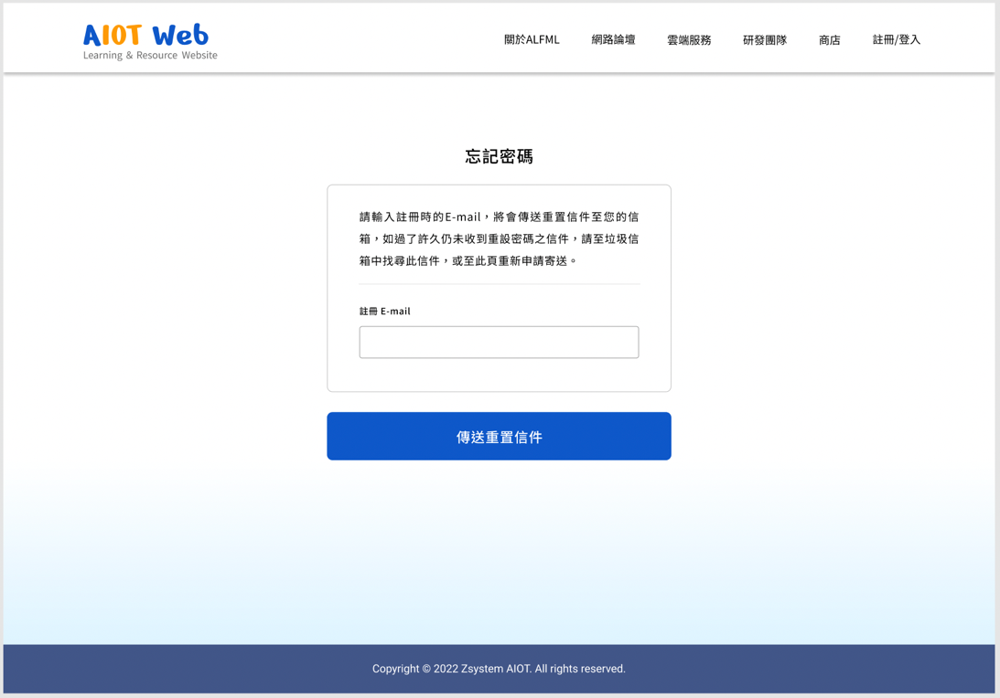 AIOT Web
Learning & Resource Website
關於ALFML
網路論壇
雲端服務
研發團隊
商店
註冊/登入
忘記密碼
請輸入註冊時的E-mail，將會傳送重置信件至您的信
箱，如過了許久仍未收到重設密碼之信件，請至垃圾信
箱中找尋此信件，或至此頁重新申請寄送。
註冊 E-mail
傳送重置信件
Copyright © 2022 Zsystem AIOT. All rights reserved.